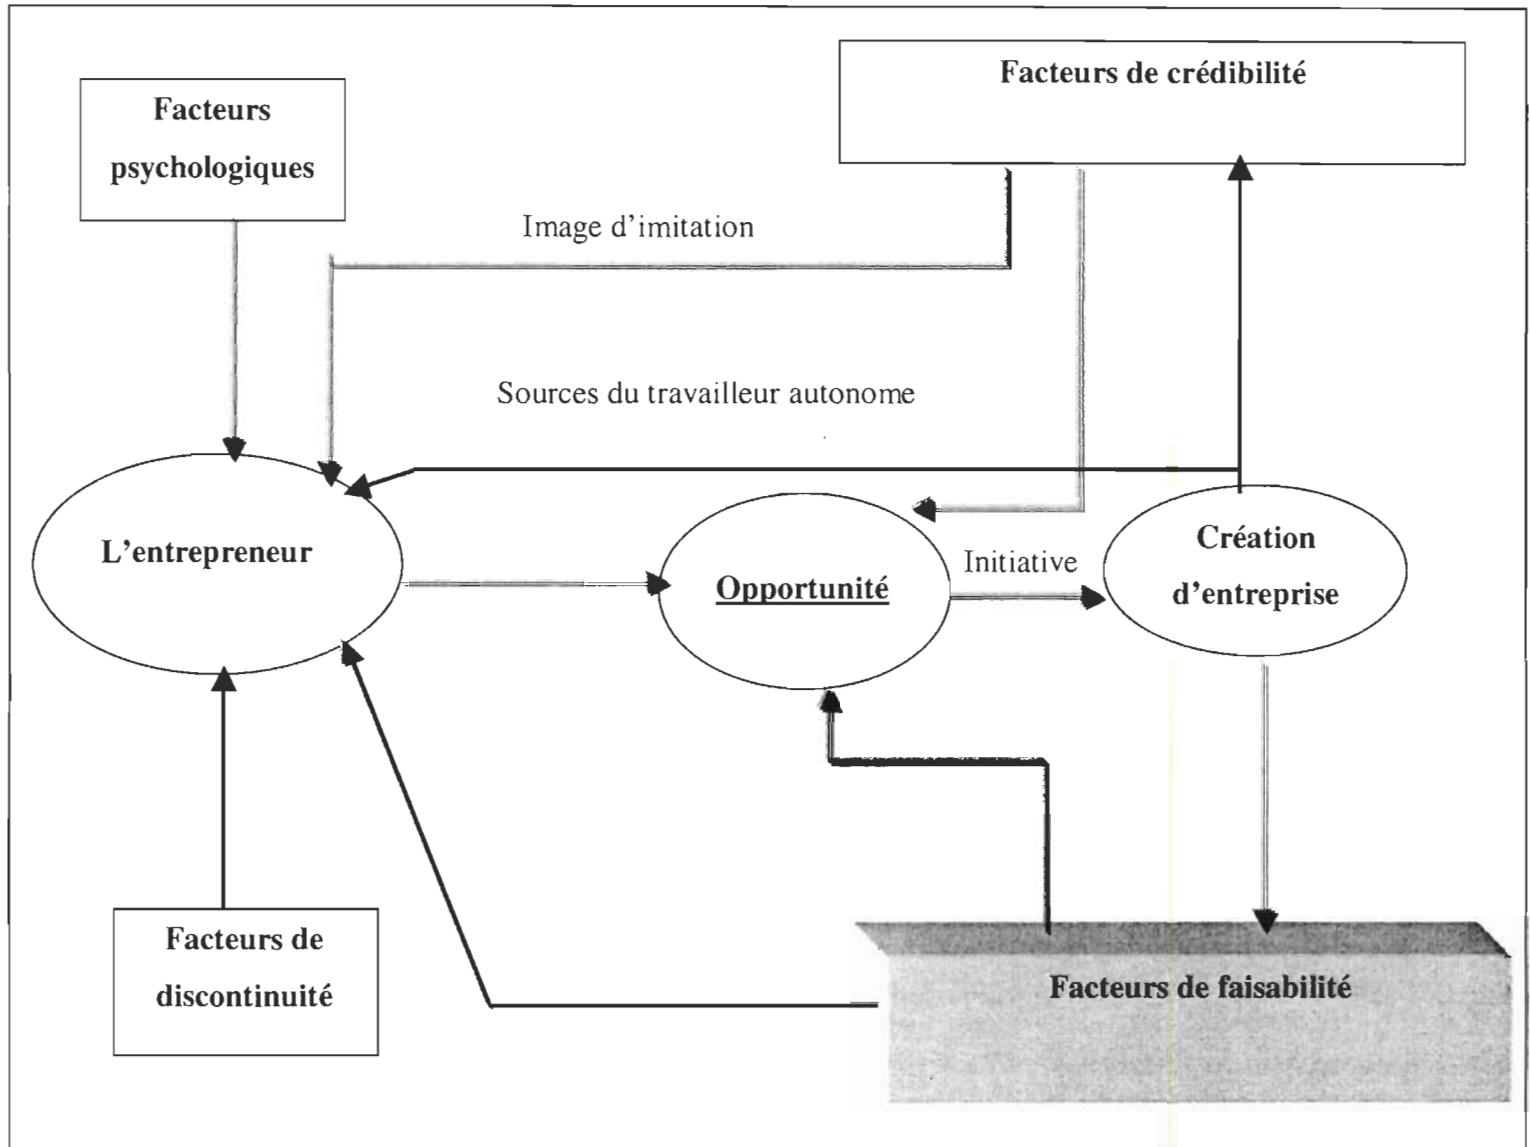 Facteurs de crédibilité
Facteurs
psychologiques
Image d'imitation
Sources du travailleur autonome
L'entrepreneur
Opportunité
Initiative
Création
d'entreprise
Facteurs de
discontinuité
Facteurs de faisabilité